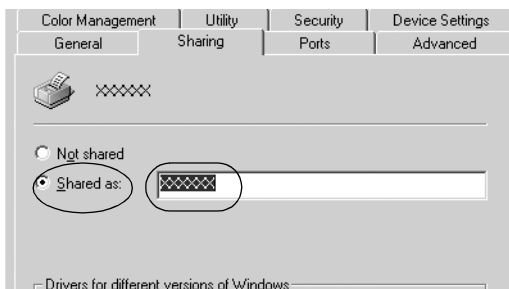 Color Management Utility Security Device Settings
General Sharing Ports Advanced
xxxxxx
Not shared
Shared as: xxxxxx
Drivers for different versions of Windows